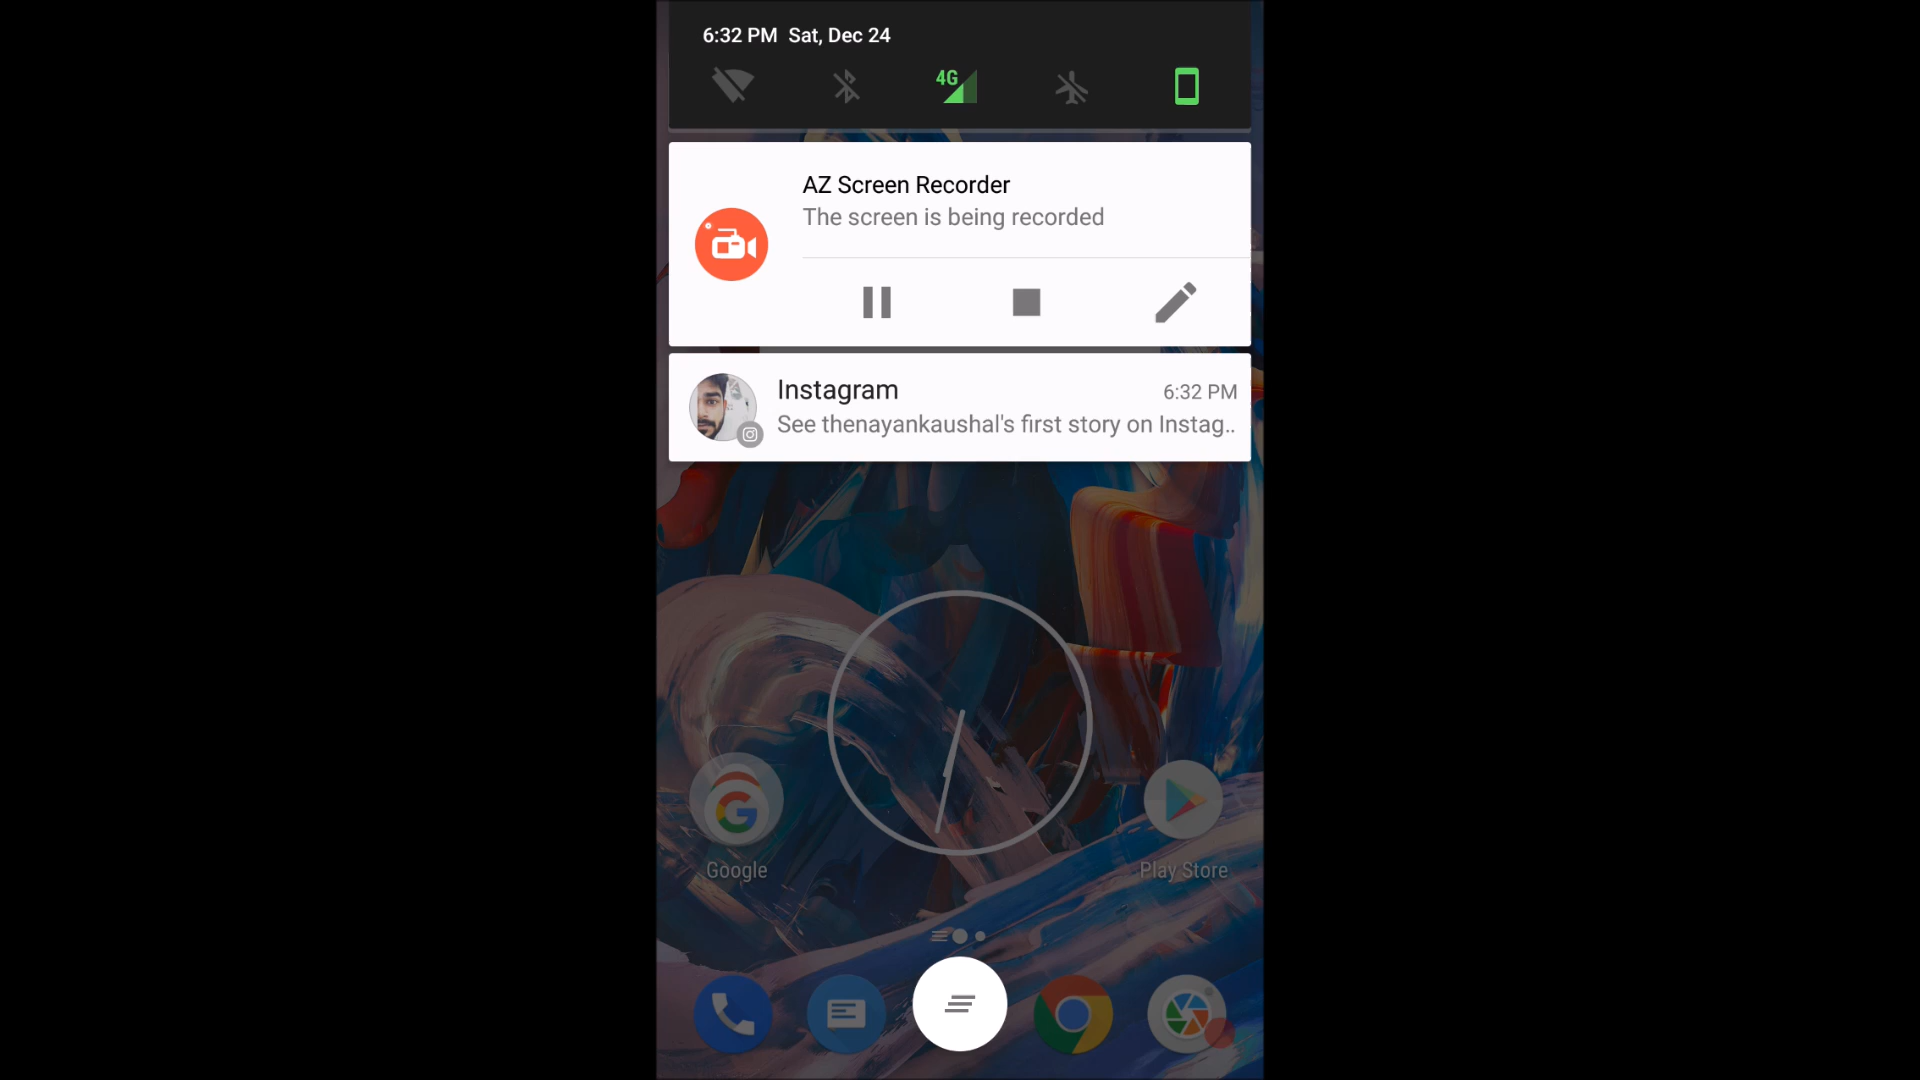 6:32 PM Sat, Dec 24
4G
AZ Screen Recorder
The screen is being recorded
Instagram 6:32 PM
See thenayankaushal's first story on Instag..
Google Play Store